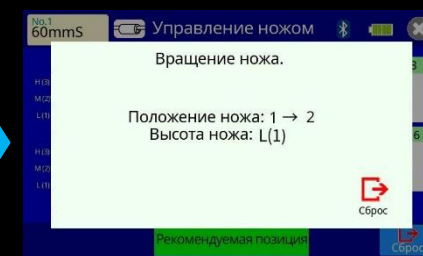 No.1
60mmS
Управление ножом
Вращение ножа.
Положение ножа: 1 → 2
Высота ножа: L(1)
Сброс
H(3)
M(2)
L(1)
H(3)
M(2)
L(1)
3
6
Рекомендуемая позиция
Сброс